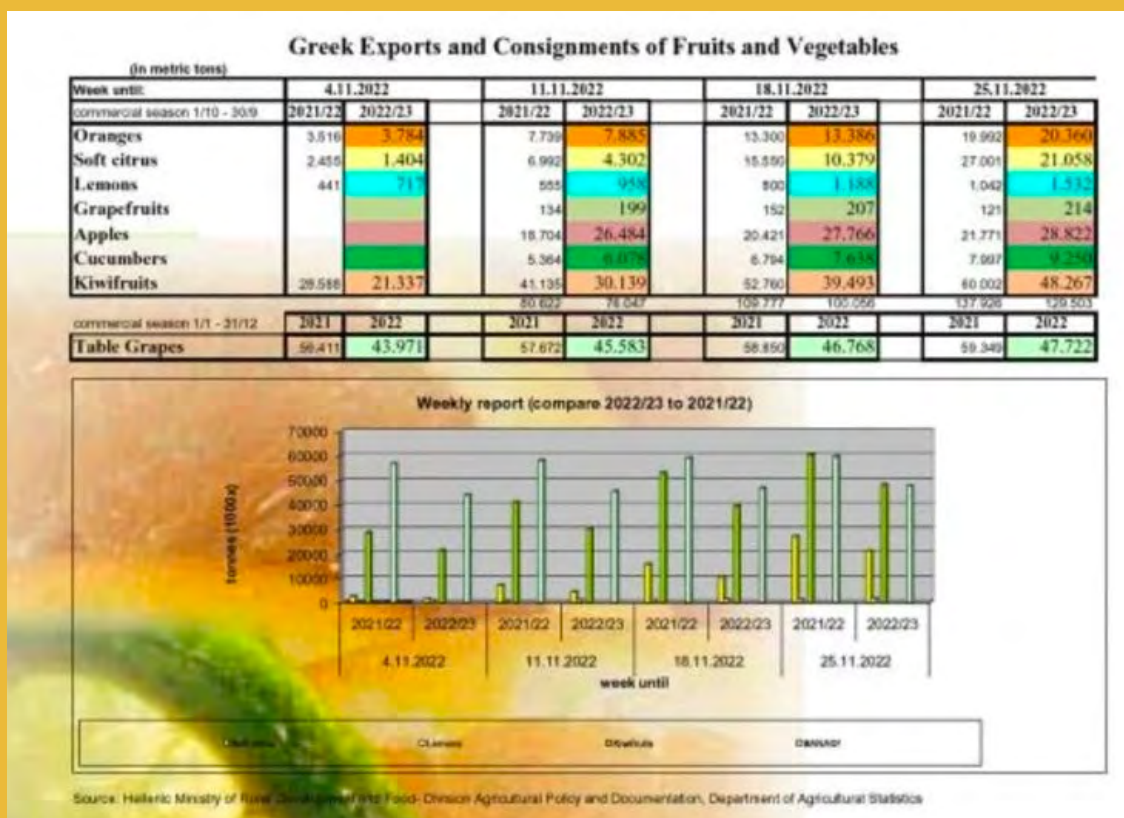 Greek Exports and Consignments of Fruits and Vegetables
(in metric tons)
Week until: 4.11.2022 11.11.2022 18.11.2022 25.11.2022
commercial season 1/10 - 30/9 2021/22 2022/23 2021/22 2022/23 2021/22 2022/23 2021/22 2022/23
Oranges 3.516 3.784 7.739 7.885 13.300 13.386 19.992 20.360
Soft citrus 2.455 1.404 6.992 4.302 15.550 10.379 27.001 21.058
Lemons 441 717 555 958 800 1.188 1.042 1.532
Grapefruits 134 199 152 207 121 214
Apples 18.704 26.484 20.421 27.766 21.771 28.822
Cucumbers 5.364 6.078 6.794 7.638 7.997 9.250
Kiwifruits 28.588 21.337 41.135 30.139 52.760 39.493 60.002 48.267
80.622 76.047 109.777 100.056 137.926 129.503
commercial season 1/1 - 31/12 2021 2022 2021 2022 2021 2022 2021 2022
Table Grapes 56.411 43.971 57.672 45.583 58.850 46.768 59.349 47.722
Weekly report (compare 2022/23 to 2021/22)
tonnes (1000x)
70000
60000
50000
40000
30000
20000
10000
0
2021/22 2022/23 2021/22 2022/23 2021/22 2022/23 2021/22 2022/23
4.11.2022 11.11.2022 18.11.2022 25.11.2022
week until
Lemons Kiwifruits
Source: Hellenic Ministry of Rural Development and Food- Division Agricultural Policy and Documentation, Department of Agricultural Statistics